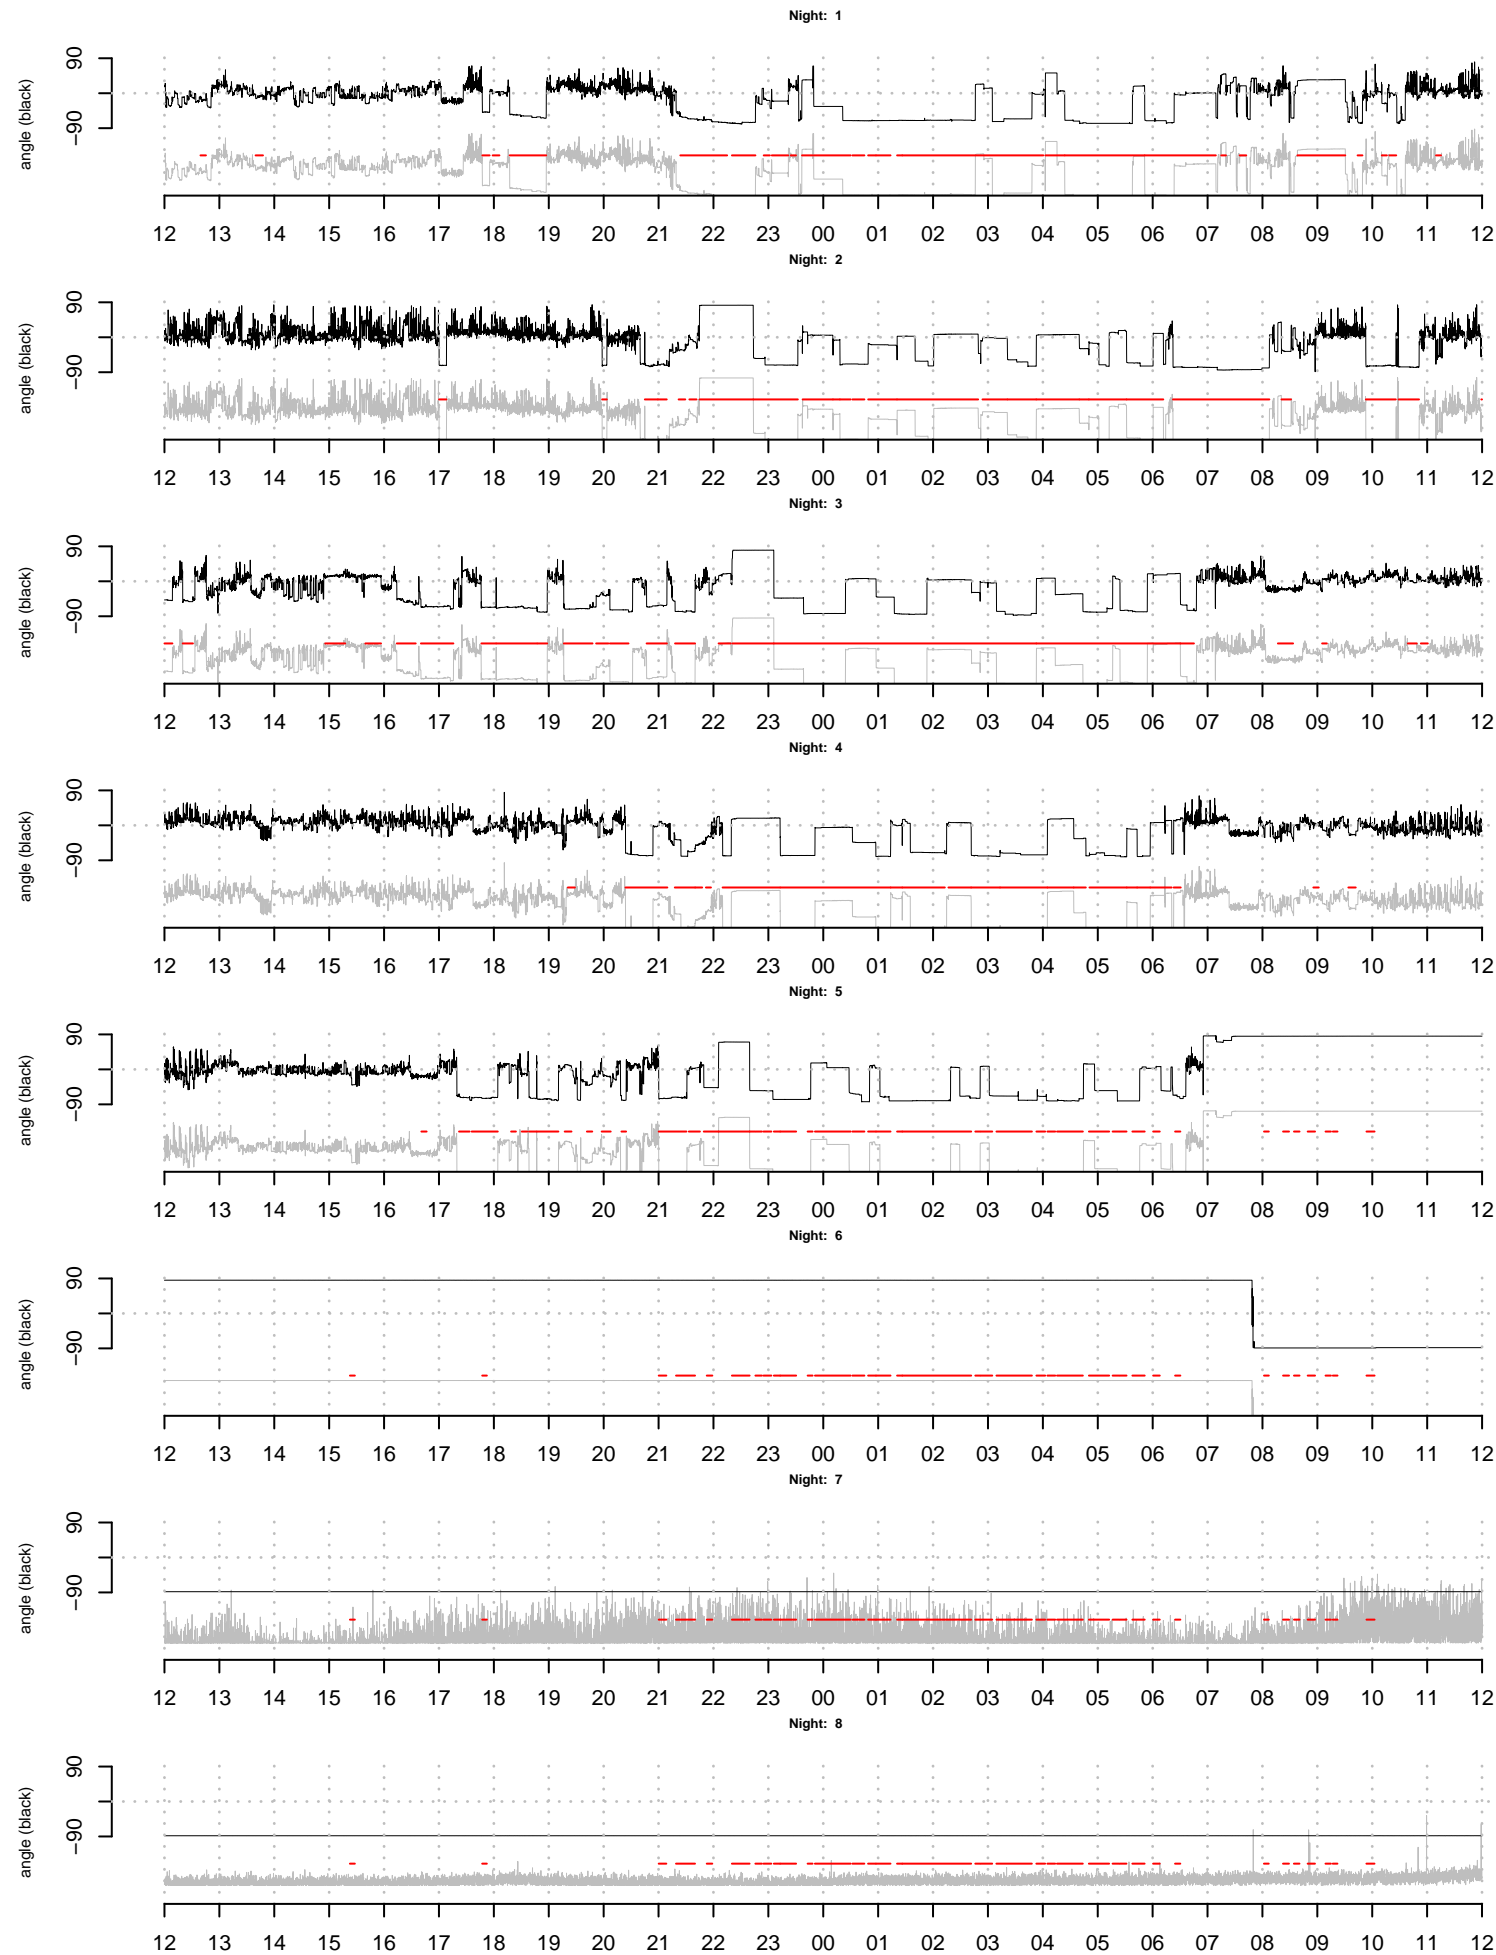 Night: 1
90
-90
angle (black)
12 13 14 15 16 17 18 19 20 21 22 23 00 01 02 03 04 05 06 07 08 09 10 11 12
Night: 2
90
-90
angle (black)
12 13 14 15 16 17 18 19 20 21 22 23 00 01 02 03 04 05 06 07 08 09 10 11 12
Night: 3
90
-90
angle (black)
12 13 14 15 16 17 18 19 20 21 22 23 00 01 02 03 04 05 06 07 08 09 10 11 12
Night: 4
90
-90
angle (black)
12 13 14 15 16 17 18 19 20 21 22 23 00 01 02 03 04 05 06 07 08 09 10 11 12
Night: 5
90
-90
angle (black)
12 13 14 15 16 17 18 19 20 21 22 23 00 01 02 03 04 05 06 07 08 09 10 11 12
Night: 6
90
-90
angle (black)
12 13 14 15 16 17 18 19 20 21 22 23 00 01 02 03 04 05 06 07 08 09 10 11 12
Night: 7
90
-90
angle (black)
12 13 14 15 16 17 18 19 20 21 22 23 00 01 02 03 04 05 06 07 08 09 10 11 12
Night: 8
90
-90
angle (black)
12 13 14 15 16 17 18 19 20 21 22 23 00 01 02 03 04 05 06 07 08 09 10 11 12